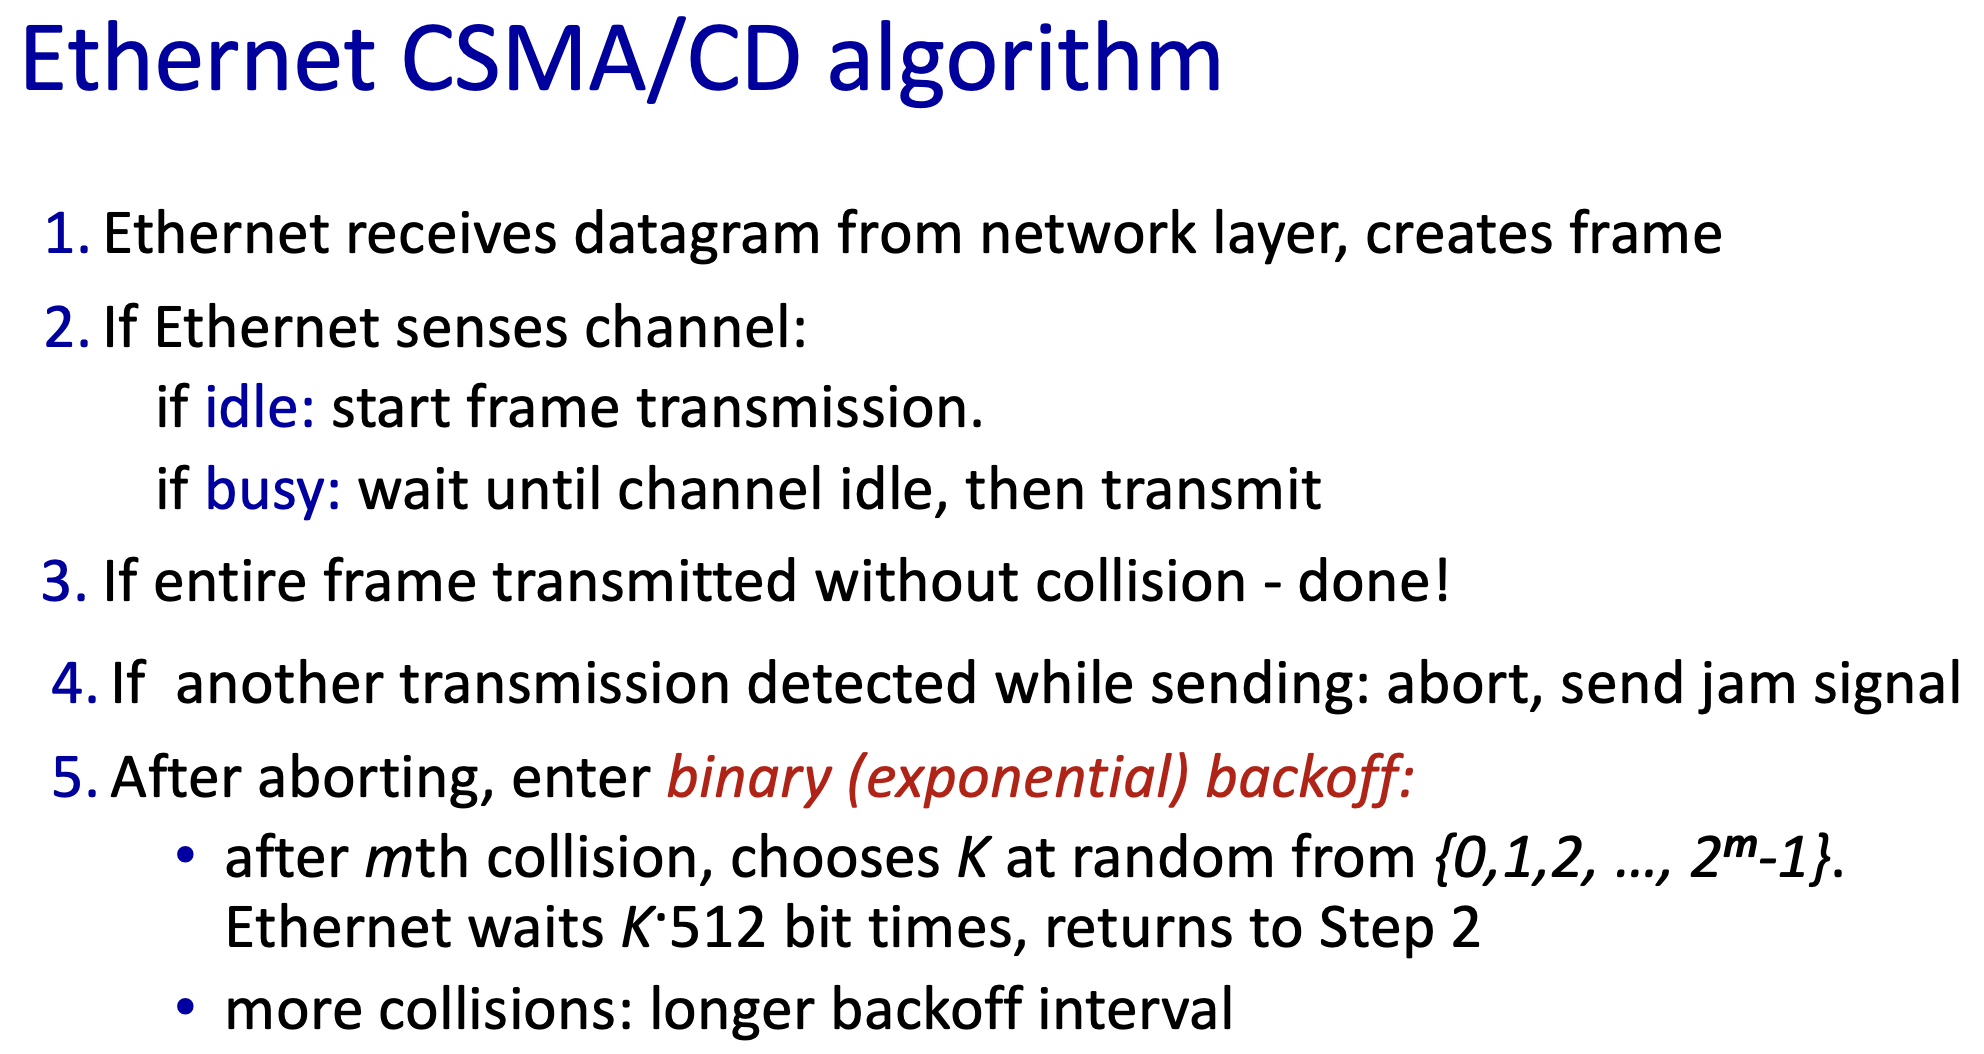 Ethernet CSMA/CD algorithm
1. Ethernet receives datagram from network layer, creates frame
2. If Ethernet senses channel:
if idle: start frame transmission.
if busy: wait until channel idle, then transmit
3. If entire frame transmitted without collision - done!
4. If another transmission detected while sending: abort, send jam signal
5. After aborting, enter binary (exponential) backoff:
• after mth collision, chooses K at random from {0,1,2, …, 2ᵐ-1}.
Ethernet waits K·512 bit times, returns to Step 2
• more collisions: longer backoff interval